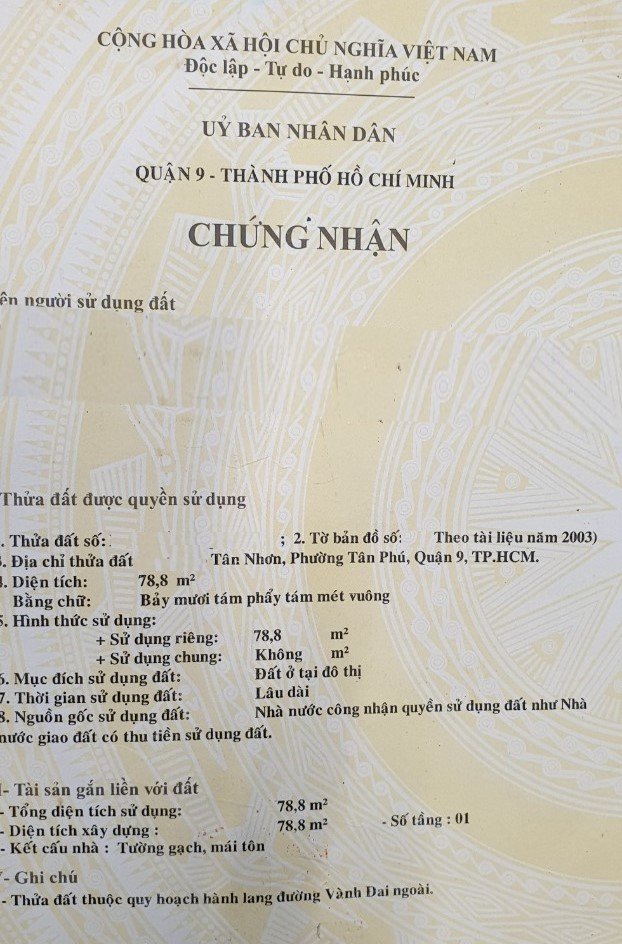 CỘNG HÒA XÃ HỘI CHỦ NGHĨA VIỆT NAM
Độc lập - Tự do - Hạnh phúc
UỶ BAN NHÂN DÂN
QUẬN 9 - THÀNH PHỐ HỒ CHÍ MINH
CHỨNG NHẬN
ên người sử dụng đất
Thửa đất được quyền sử dụng
. Thửa đất số: ; 2. Tờ bản đồ số: Theo tài liệu năm 2003)
3. Địa chỉ thửa đất Tân Nhơn, Phường Tân Phú, Quận 9, TP.HCM.
4. Diện tích: 78,8 m²
Bằng chữ: Bảy mươi tám phẩy tám mét vuông
5. Hình thức sử dụng:
+ Sử dụng riêng: 78,8 m²
+ Sử dụng chung: Không m²
6. Mục đích sử dụng đất: Đất ở tại đô thị
7. Thời gian sử dụng đất: Lâu dài
8. Nguồn gốc sử dụng đất: Nhà nước công nhận quyền sử dụng đất như Nhà
nước giao đất có thu tiền sử dụng đất.
I- Tài sản gắn liền với đất
- Tổng diện tích sử dụng: 78,8 m²
- Diện tích xây dựng : 78,8 m² - Số tầng : 01
- Kết cấu nhà : Tường gạch, mái tôn
- Ghi chú
- Thửa đất thuộc quy hoạch hành lang đường Vành Đai ngoài.